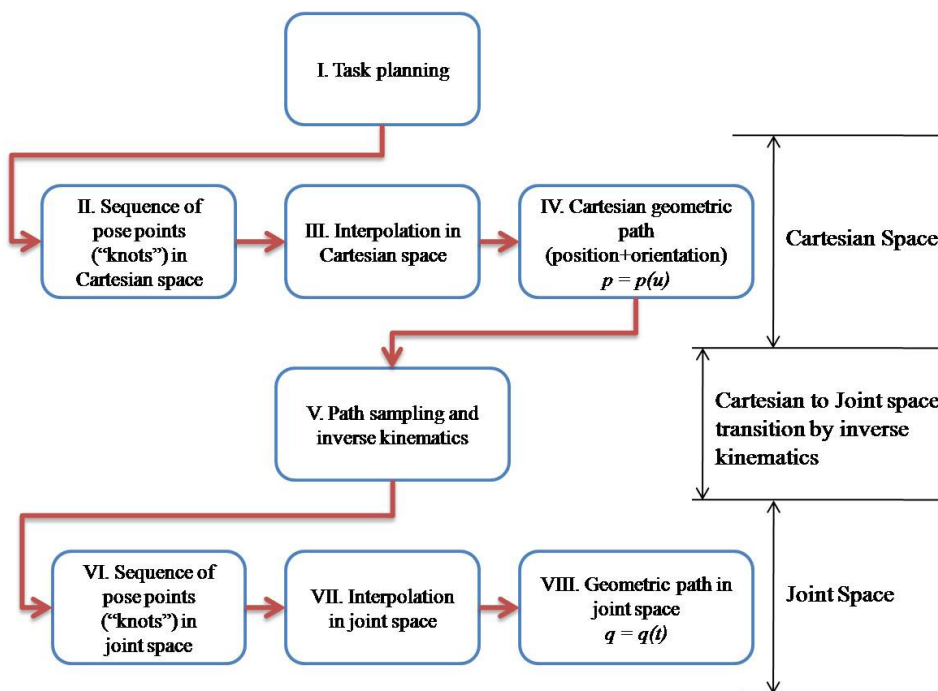 I. Task planning
II. Sequence of
pose points
(“knots”) in
Cartesian space
III. Interpolation in
Cartesian space
IV. Cartesian geometric
path
(position+orientation)
p = p(u)
Cartesian Space
V. Path sampling and
inverse kinematics
Cartesian to Joint space
transition by inverse
kinematics
VI. Sequence of
pose points
(“knots”) in
joint space
VII. Interpolation
in joint space
VIII. Geometric path in
joint space
q = q(t)
Joint Space